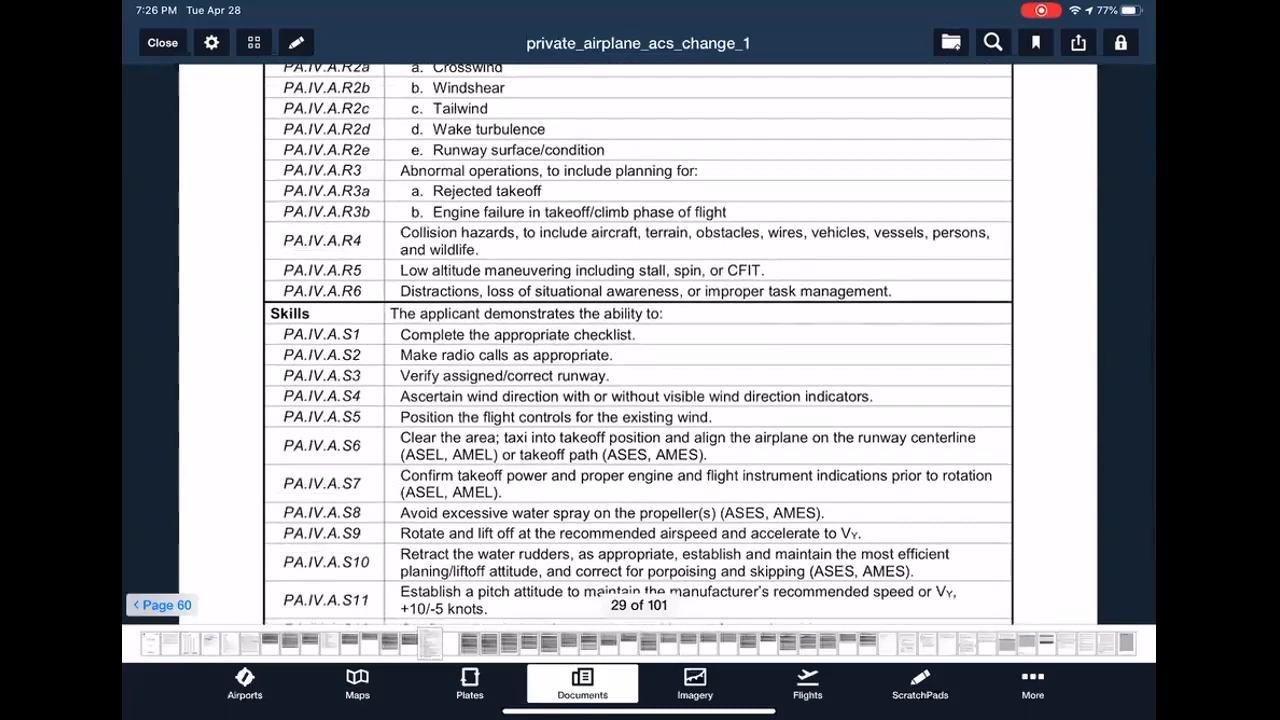 7:26 PM Tue Apr 28
77%
Close
private_airplane_acs_change_1
PA.IV.A.R2a a. Crosswind
PA.IV.A.R2b b. Windshear
PA.IV.A.R2c c. Tailwind
PA.IV.A.R2d d. Wake turbulence
PA.IV.A.R2e e. Runway surface/condition
PA.IV.A.R3 Abnormal operations, to include planning for:
PA.IV.A.R3a a. Rejected takeoff
PA.IV.A.R3b b. Engine failure in takeoff/climb phase of flight
PA.IV.A.R4 Collision hazards, to include aircraft, terrain, obstacles, wires, vehicles, vessels, persons,
and wildlife.
PA.IV.A.R5 Low altitude maneuvering including stall, spin, or CFIT.
PA.IV.A.R6 Distractions, loss of situational awareness, or improper task management.
Skills The applicant demonstrates the ability to:
PA.IV.A.S1 Complete the appropriate checklist.
PA.IV.A.S2 Make radio calls as appropriate.
PA.IV.A.S3 Verify assigned/correct runway.
PA.IV.A.S4 Ascertain wind direction with or without visible wind direction indicators.
PA.IV.A.S5 Position the flight controls for the existing wind.
PA.IV.A.S6 Clear the area; taxi into takeoff position and align the airplane on the runway centerline
(ASEL, AMEL) or takeoff path (ASES, AMES).
PA.IV.A.S7 Confirm takeoff power and proper engine and flight instrument indications prior to rotation
(ASEL, AMEL).
PA.IV.A.S8 Avoid excessive water spray on the propeller(s) (ASES, AMES).
PA.IV.A.S9 Rotate and lift off at the recommended airspeed and accelerate to VY.
PA.IV.A.S10 Retract the water rudders, as appropriate, establish and maintain the most efficient
planing/liftoff attitude, and correct for porpoising and skipping (ASES, AMES).
PA.IV.A.S11 Establish a pitch attitude to maintain the manufacturer's recommended speed or VY,
+10/-5 knots.
< Page 60
29 of 101
Airports
Maps
Plates
Documents
Imagery
Flights
ScratchPads
More